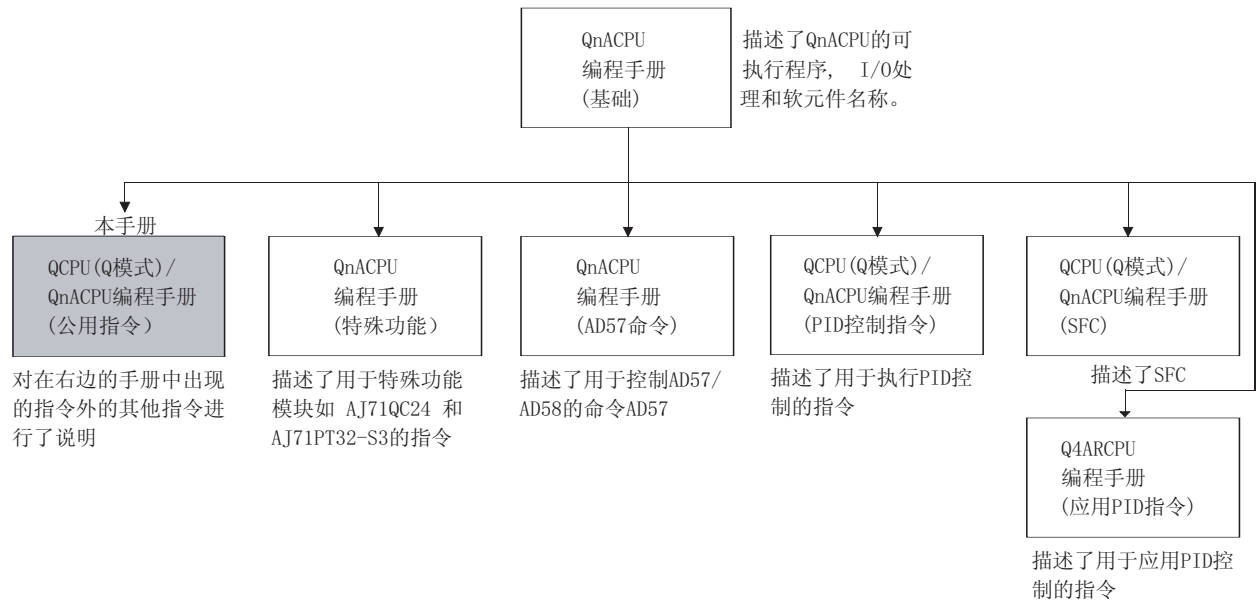 QnACPU
编程手册
(基础)
描述了QnACPU的可
执行程序， I/O处
理和软元件名称。
本手册
QCPU(Q模式)/
QnACPU编程手册
(公用指令）
对在右边的手册中出现
的指令外的其他指令进
行了说明
QnACPU
编程手册
(特殊功能）
描述了用于特殊功能
模块如 AJ71QC24 和
AJ71PT32-S3的指令
QnACPU
编程手册
(AD57命令)
描述了用于控制AD57/
AD58的命令AD57
QCPU(Q模式)/
QnACPU编程手册
(PID控制指令)
描述了用于执行PID控
制的指令
QCPU(Q模式)/
QnACPU编程手册
(SFC)
描述了SFC
Q4ARCPU
编程手册
(应用PID指令)
描述了用于应用PID控
制的指令